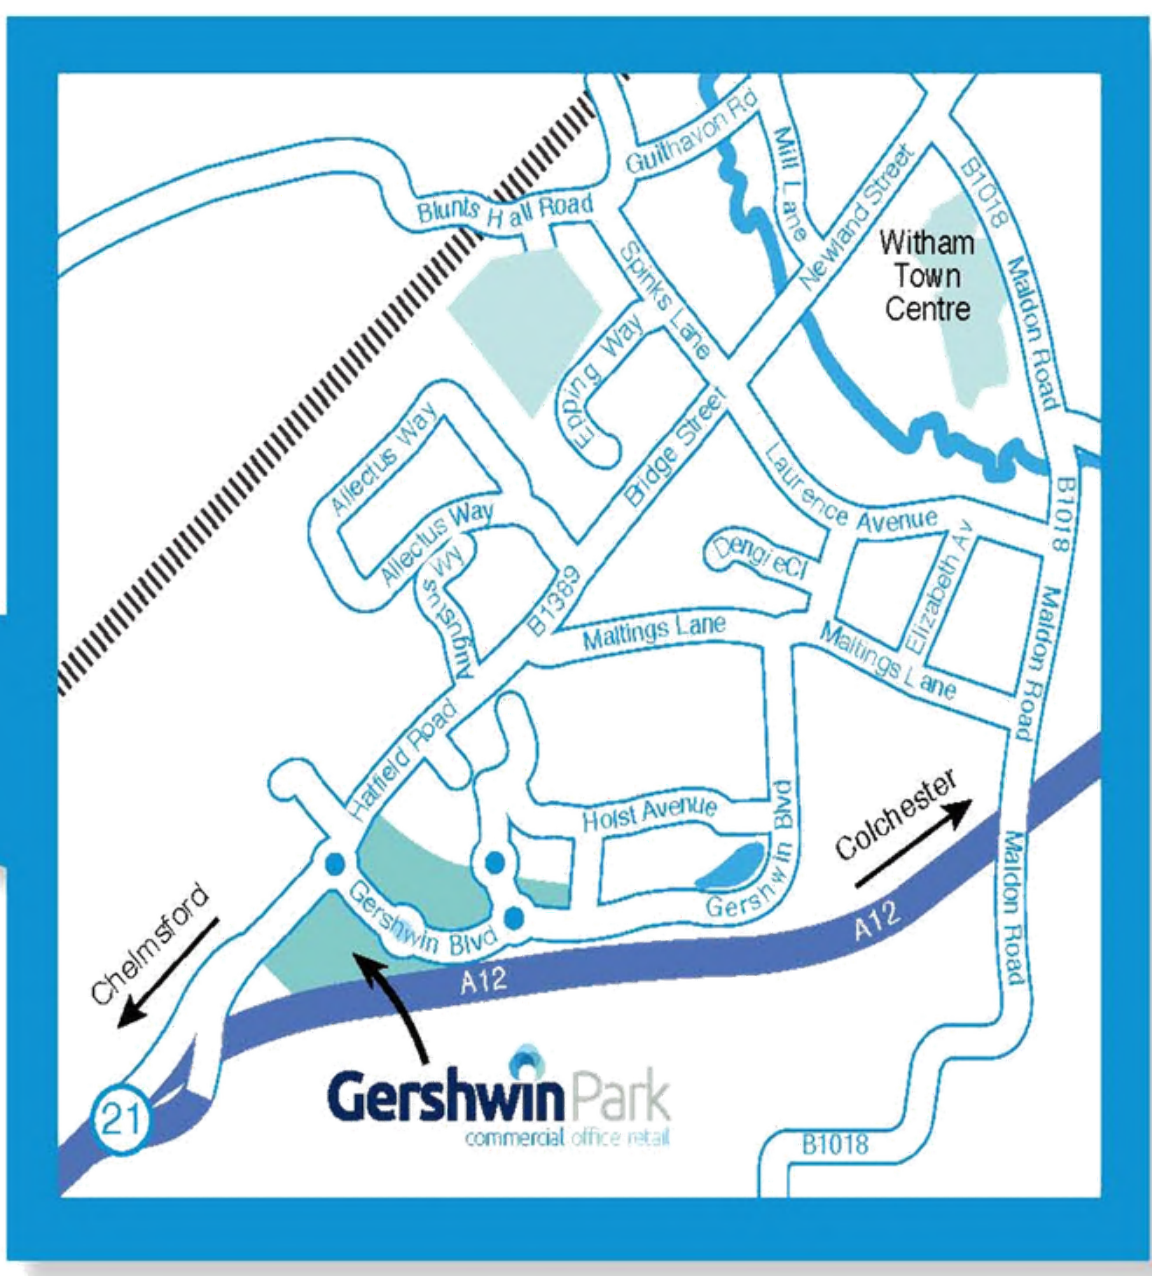 Guithavon Rd
Mill Lane
Newland Street
B1018
Blunts Hall Road
Witham
Town
Centre
Maldon Road
Spinks Lane
Epping Way
Bridge Street
Allectus Way
Laurence Avenue
B1018
Allectus Way
Dengie Cl
Elizabeth Av
Augustus Wy
B1389
Maltings Lane
Maltings Lane
Maldon Road
Hatfield Road
Holst Avenue
Gershwin Blvd
Colchester
Maldon Road
Chelmsford
Gershwin Blvd
A12
A12
Gershwin Park
commercial office retail
21
B1018